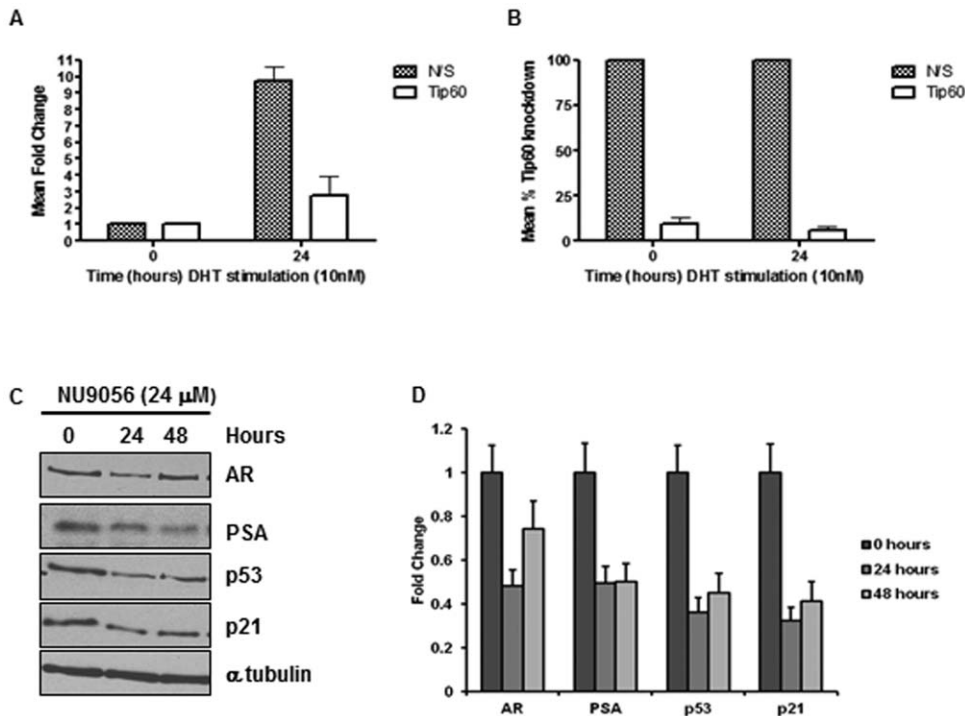 A
B
Mean Fold Change
11
10
9
8
7
6
5
4
3
2
1
0
0
24
Time (hours) DHT stimulation (10nM)
N/S
Tip60
Mean % Tip60 knockdown
100
75
50
25
0
0
24
Time (hours) DHT stimulation (10nM)
N/S
Tip60
C
NU9056 (24 μM)
0 24 48 Hours
AR
PSA
p53
p21
α tubulin
D
Fold Change
1.2
1
0.8
0.6
0.4
0.2
0
AR PSA p53 p21
0 hours
24 hours
48 hours